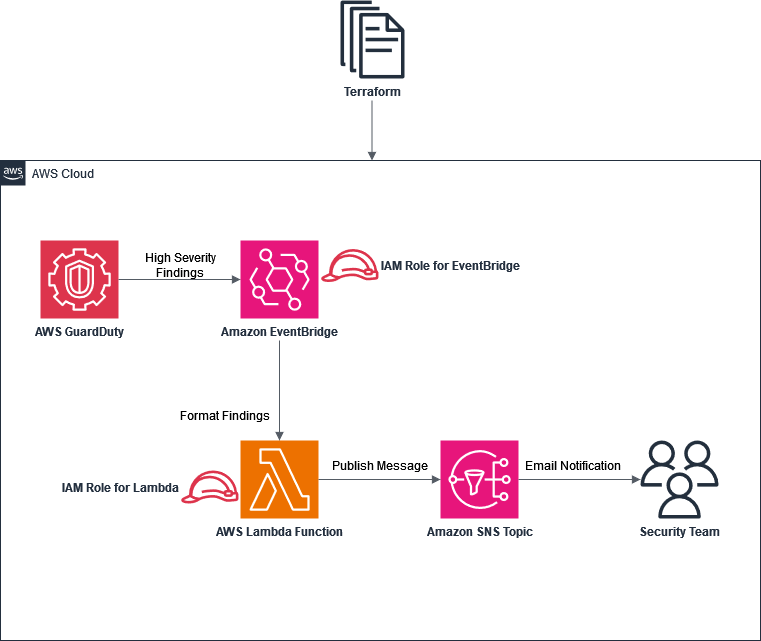 Terraform
aws
AWS Cloud
High Severity
Findings
IAM Role for EventBridge
AWS GuardDuty
Amazon EventBridge
Format Findings
Publish Message
Email Notification
IAM Role for Lambda
AWS Lambda Function
Amazon SNS Topic
Security Team